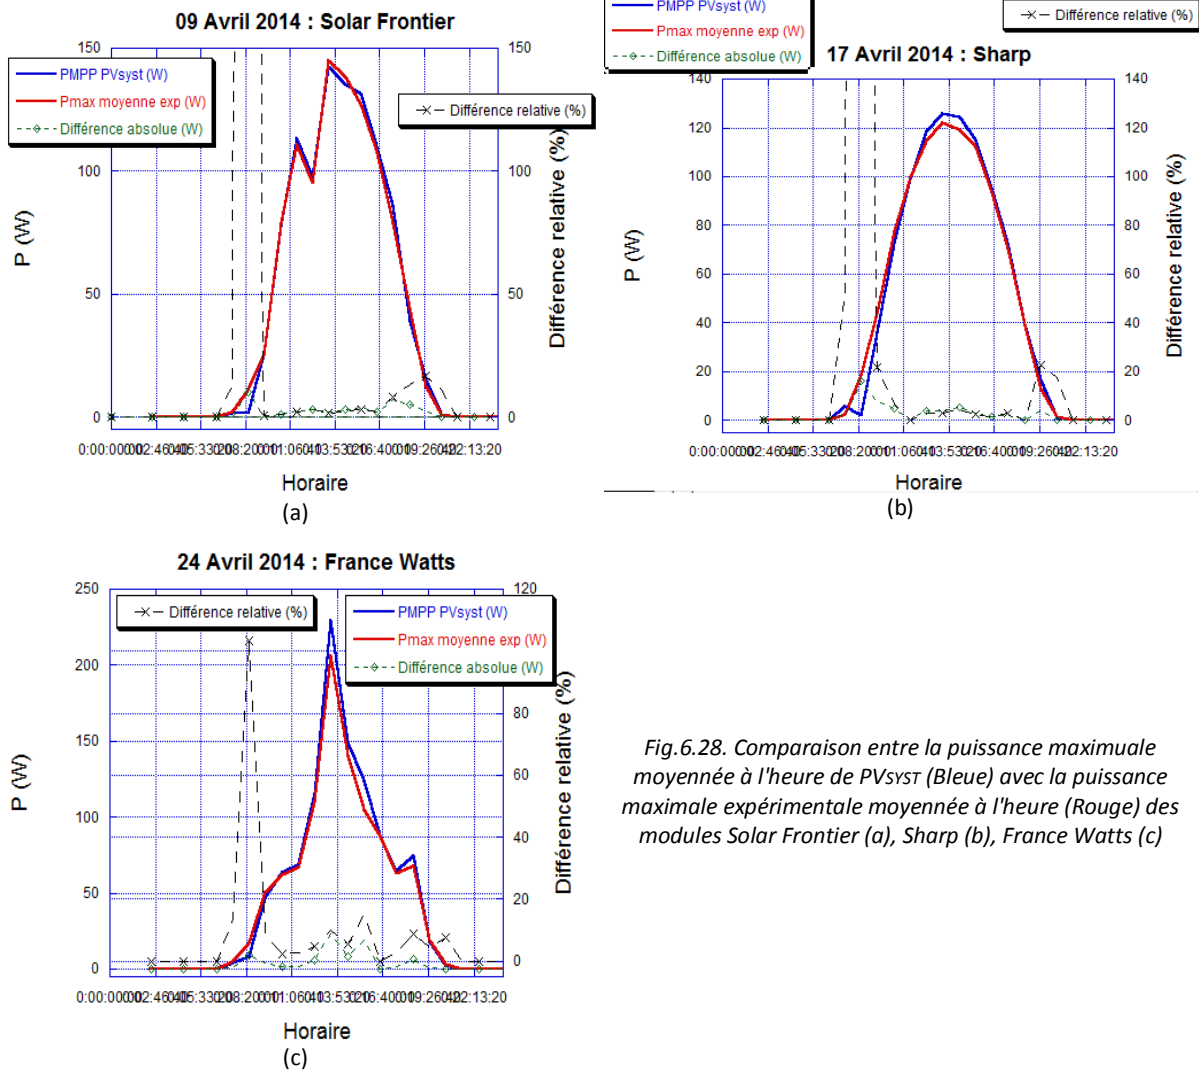 09 Avril 2014 : Solar Frontier
PMPP PVsyst (W)
Pmax moyenne exp (W)
Différence absolue (W)
Différence relative (%)
150
100
50
0
150
100
50
0
P (W)
Différence relative (%)
Horaire
(a)
PMPP PVsyst (W)
Pmax moyenne exp (W)
Différence absolue (W)
Différence relative (%)
17 Avril 2014 : Sharp
140
120
100
80
60
40
20
0
140
120
100
80
60
40
20
0
P (W)
Différence relative (%)
Horaire
(b)
24 Avril 2014 : France Watts
Différence relative (%)
PMPP PVsyst (W)
Pmax moyenne exp (W)
Différence absolue (W)
250
200
150
100
50
0
120
80
60
40
20
0
P (W)
Différence relative (%)
Horaire
(c)
Fig.6.28. Comparaison entre la puissance maximuale
moyennée à l'heure de PVSYST (Bleue) avec la puissance
maximale expérimentale moyennée à l'heure (Rouge) des
modules Solar Frontier (a), Sharp (b), France Watts (c)